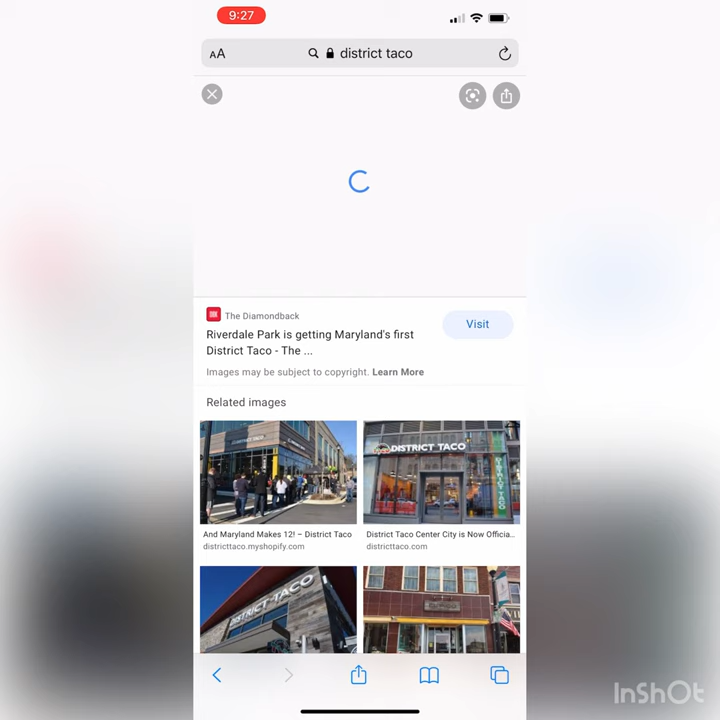 9:27
AA district taco
The Diamondback
Riverdale Park is getting Maryland's first
District Taco - The ...
Visit
Images may be subject to copyright. Learn More
Related images
DISTRICT TACO
And Maryland Makes 12! – District Taco
districttaco.myshopify.com
District Taco Center City is Now Officia...
districttaco.com
DISTRICT TACO
InShOt